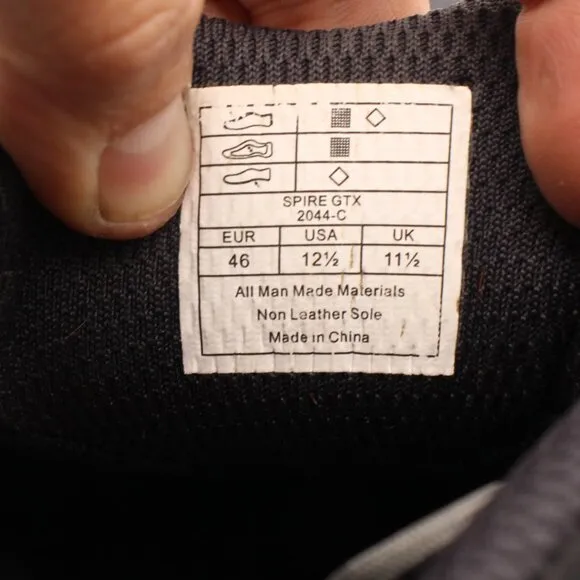 SPIRE GTX
2044-C
EUR USA UK
46 12½ 11½
All Man Made Materials
Non Leather Sole
Made in China